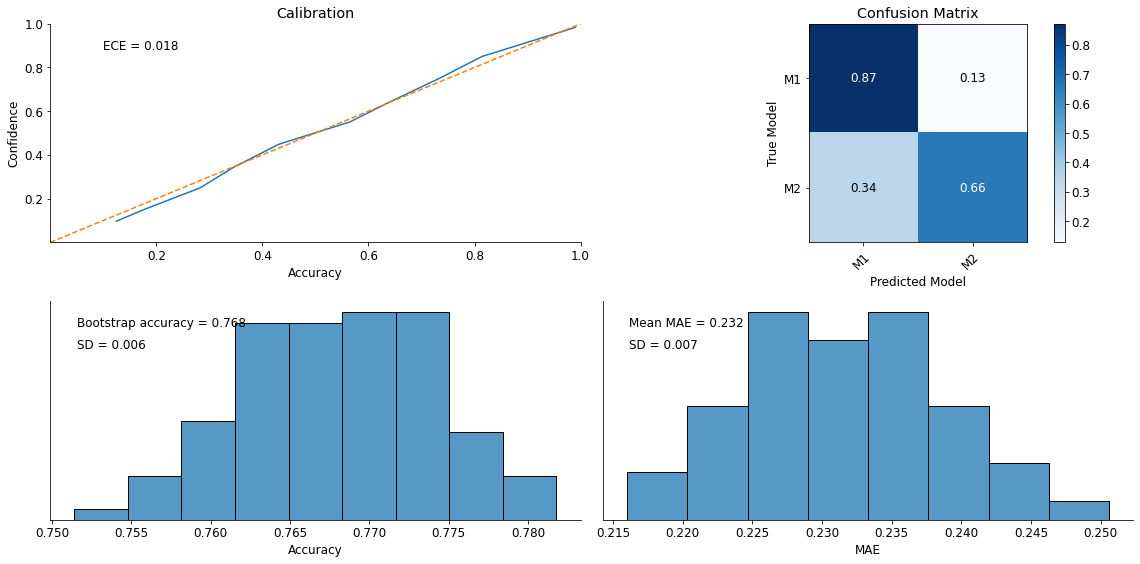 Calibration
ECE = 0.018
1.0
0.8
0.6
0.4
0.2
Confidence
0.2 0.4 0.6 0.8 1.0
Accuracy
Confusion Matrix
M1 0.87 0.13
M2 0.34 0.66
True Model
M1 M2
Predicted Model
0.8
0.7
0.6
0.5
0.4
0.3
0.2
Bootstrap accuracy = 0.768
SD = 0.006
0.750 0.755 0.760 0.765 0.770 0.775 0.780
Accuracy
Mean MAE = 0.232
SD = 0.007
0.215 0.220 0.225 0.230 0.235 0.240 0.245 0.250
MAE